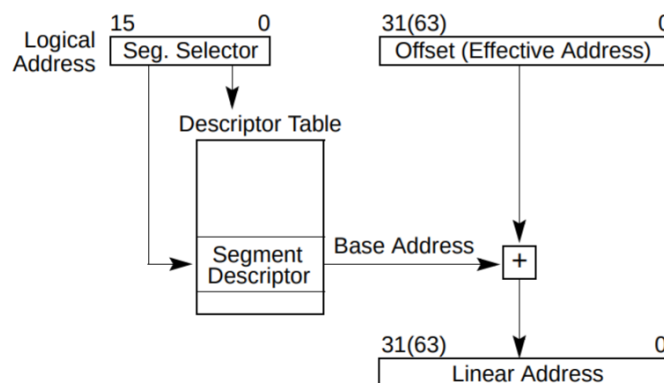 15 0
31(63) 0
Logical
Address
Seg. Selector
Offset (Effective Address)
Descriptor Table
Base Address
Segment
Descriptor
+
31(63) 0
Linear Address